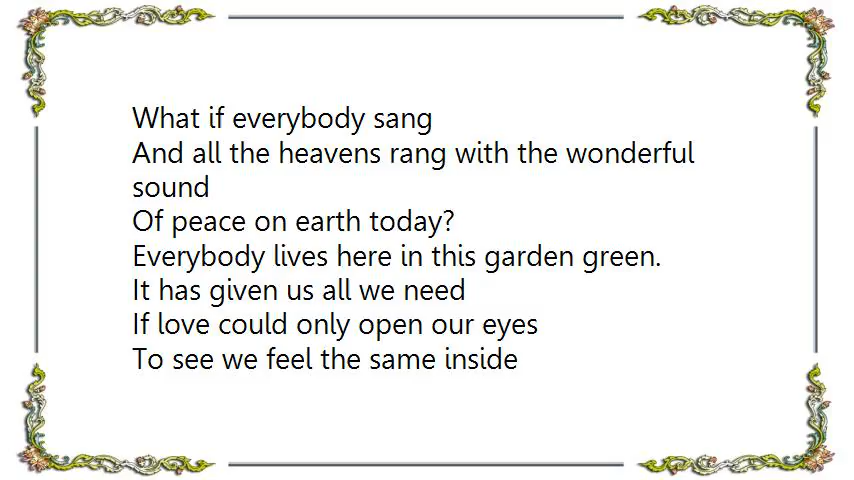 What if everybody sang
And all the heavens rang with the wonderful
sound
Of peace on earth today?
Everybody lives here in this garden green.
It has given us all we need
If love could only open our eyes
To see we feel the same inside